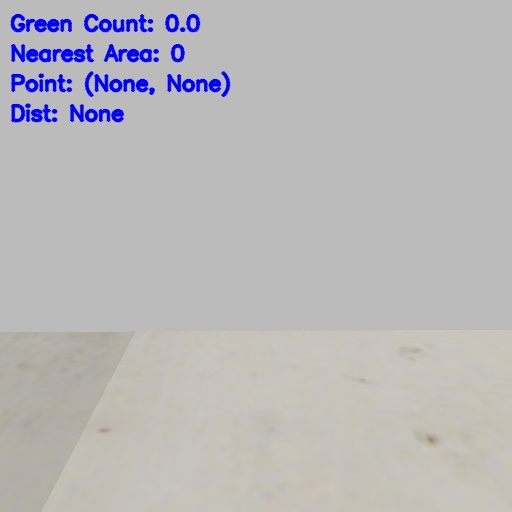 Green Count: 0.0
Nearest Area: 0
Point: (None, None)
Dist: None